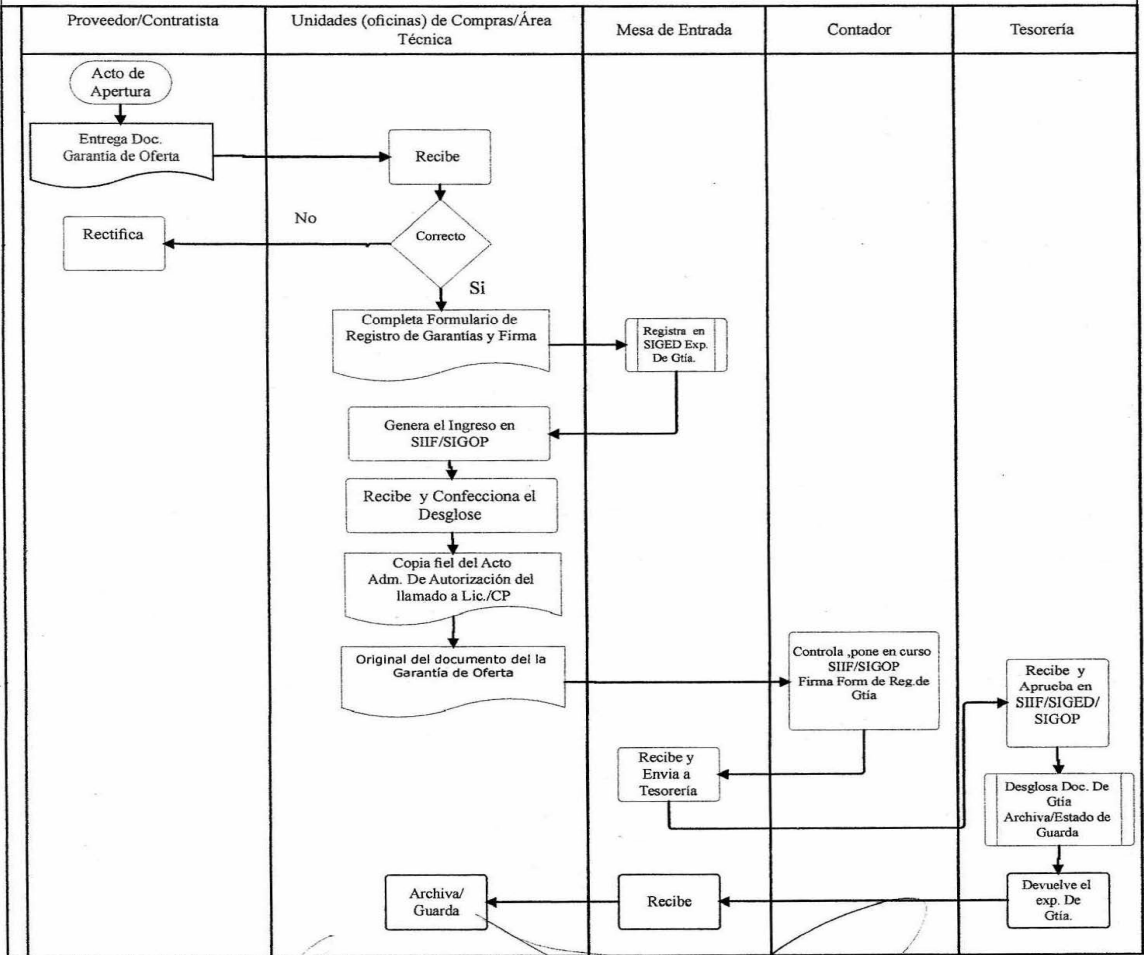 Proveedor/Contratista
Unidades (oficinas) de Compras/Área
Técnica
Mesa de Entrada
Contador
Tesorería
Acto de
Apertura
Entrega Doc.
Garantia de Oferta
Recibe
Correcto
No
Rectifica
Si
Completa Formulario de
Registro de Garantías y Firma
Registra en
SIGED Exp.
De Gtía.
Genera el Ingreso en
SIIF/SIGOP
Recibe y Confecciona el
Desglose
Copia fiel del Acto
Adm. De Autorización del
llamado a Lic./CP
Original del documento del la
Garantía de Oferta
Controla ,pone en curso
SIIF/SIGOP
Firma Form de Reg.de
Gtía
Recibe y
Envia a
Tesorería
Recibe y
Aprueba en
SIIF/SIGED/
SIGOP
Desglosa Doc. De
Gtía
Archiva/Estado de
Guarda
Devuelve el
exp. De
Gtía.
Recibe
Archiva/
Guarda